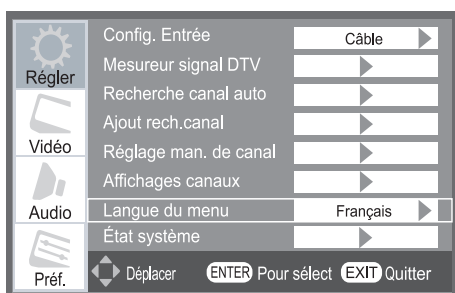 Régler
Vidéo
Audio
Préf.
Config. Entrée Câble
Mesureur signal DTV
Recherche canal auto
Ajout rech.canal
Réglage man. de canal
Affichages canaux
Langue du menu Français
État système
Déplacer ENTER Pour sélect EXIT Quitter